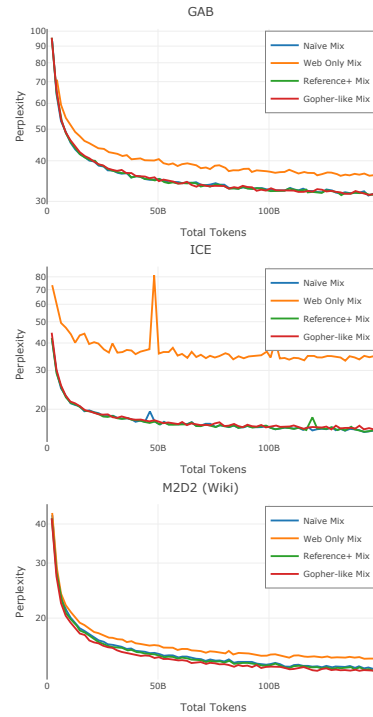 GAB
100
90
80
70
60
50
40
30
Perplexity
0
50B
100B
Total Tokens
Naïve Mix
Web Only Mix
Reference+ Mix
Gopher-like Mix
ICE
80
70
60
50
40
30
20
Perplexity
0
50B
100B
Total Tokens
Naïve Mix
Web Only Mix
Reference+ Mix
Gopher-like Mix
M2D2 (Wiki)
40
30
20
Perplexity
0
50B
100B
Total Tokens
Naïve Mix
Web Only Mix
Reference+ Mix
Gopher-like Mix